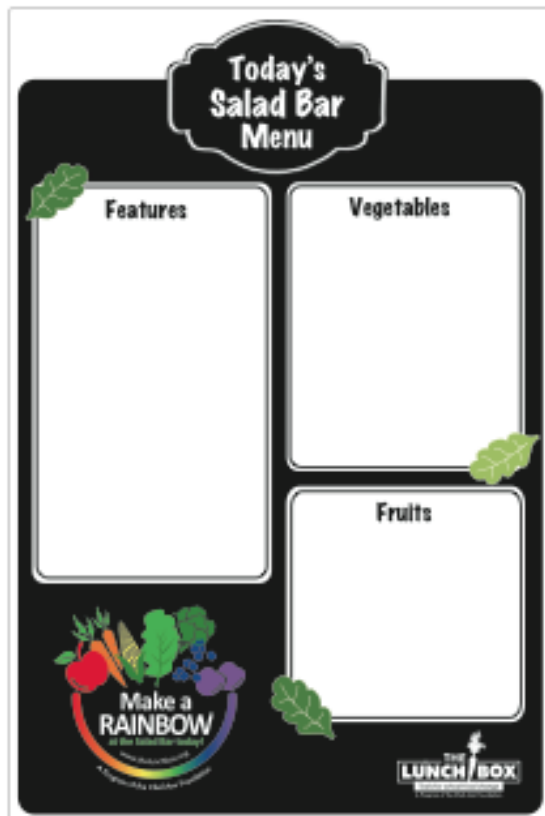 Today's
Salad Bar
Menu
Features
Vegetables
Fruits
Make a
RAINBOW
at the Salad Bar today!
THE
LUNCH BOX